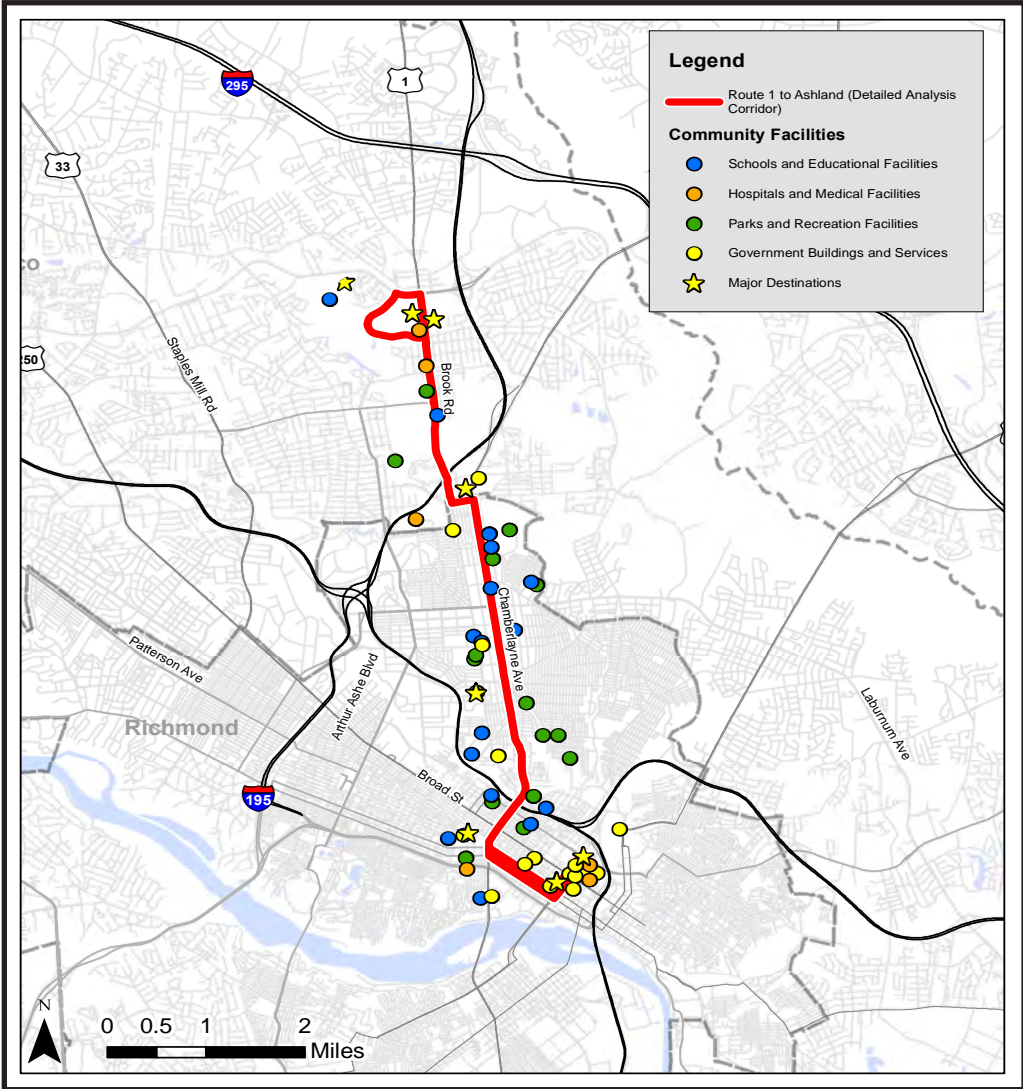 Legend
Route 1 to Ashland (Detailed Analysis
Corridor)
Community Facilities
Schools and Educational Facilities
Hospitals and Medical Facilities
Parks and Recreation Facilities
Government Buildings and Services
Major Destinations
295
1
33
co
50
Staples Mill Rd
Brook Rd
Chamberlayne Ave
Patterson Ave
Arthur Ashe Blvd
Richmond
Laburnum Ave
Broad St
195
N
0 0.5 1 2
Miles